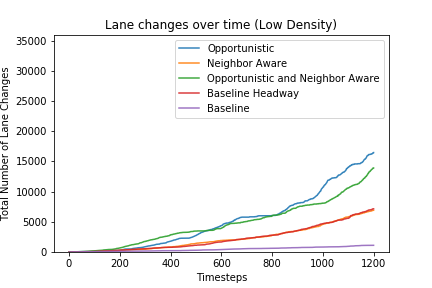 Lane changes over time (Low Density)
Total Number of Lane Changes
35000
30000
25000
20000
15000
10000
5000
0
Opportunistic
Neighbor Aware
Opportunistic and Neighbor Aware
Baseline Headway
Baseline
0 200 400 600 800 1000 1200
Timesteps